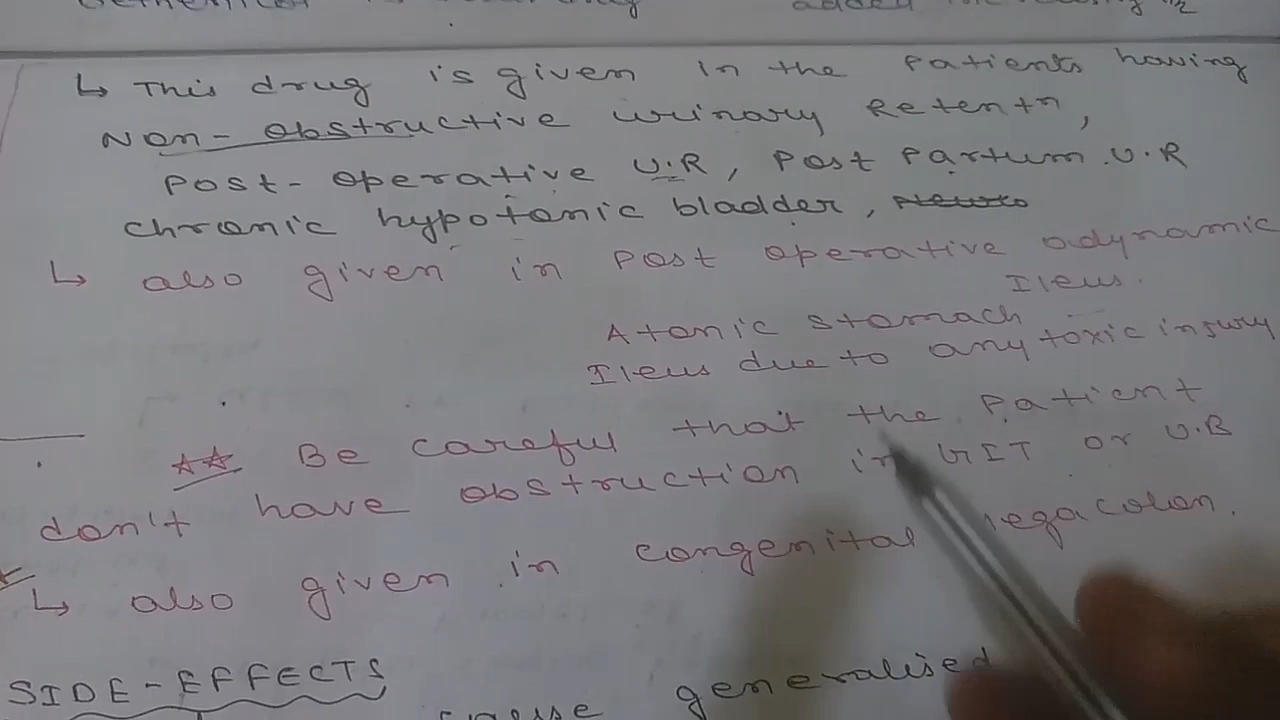 added
↳ This drug is given in the patients having
Non-obstructive urinary Retentn,
Post-operative U.R, Post Partum U.R
chronic hypotonic bladder,
↳ also given in Post operative adynamic
Ileus.
Atonic stomach
Ileus due to any toxic injury
☆☆ Be careful that the patient
don't have obstruction in GIT or U.B
↳ also given in congenital megacolon.
SIDE-EFFECTS
cause generalised